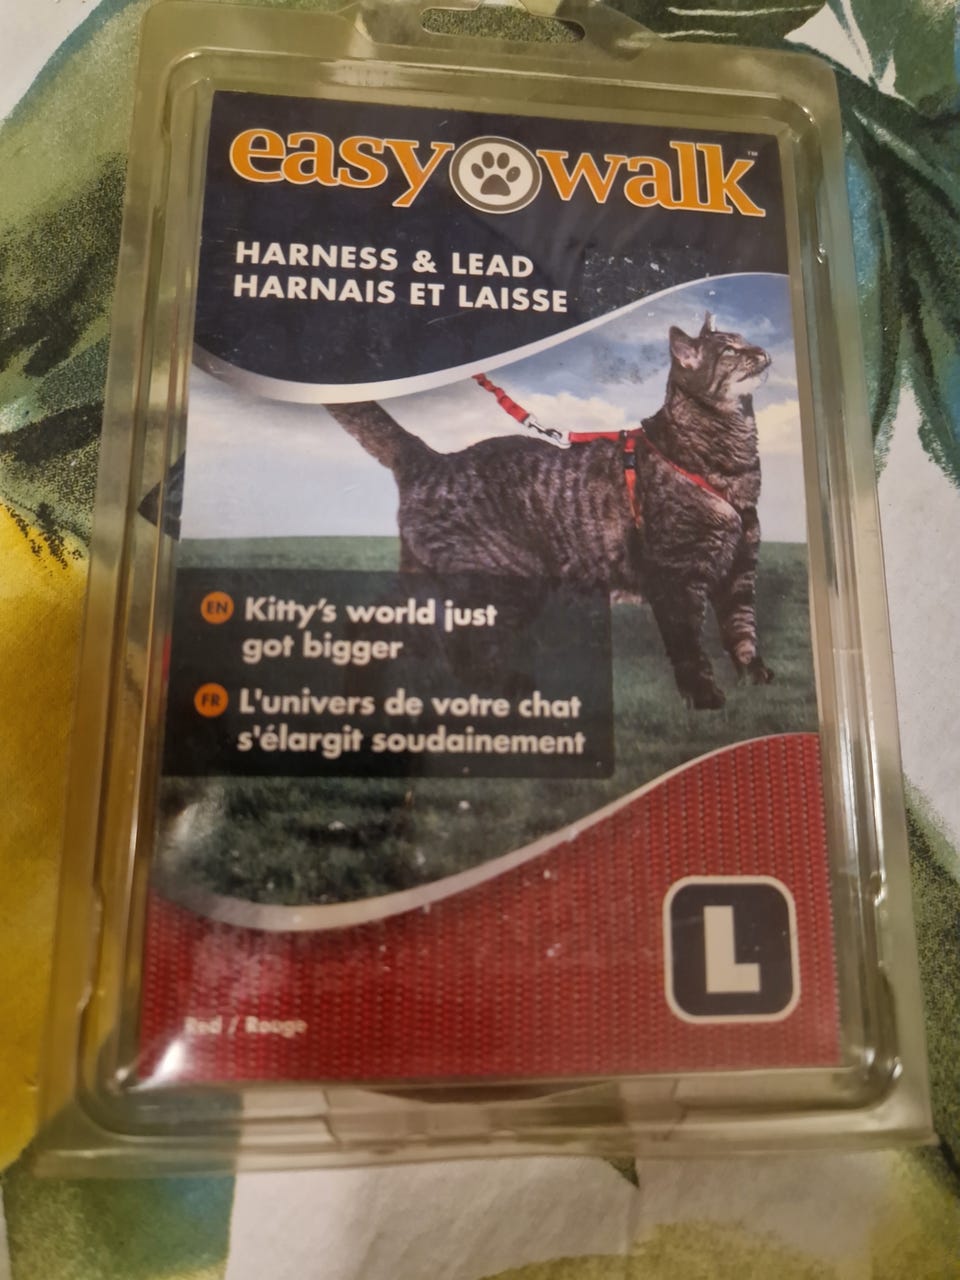 easy walk™
HARNESS & LEAD
HARNAIS ET LAISSE
EN Kitty's world just
got bigger
FR L'univers de votre chat
s'élargit soudainement
L
Red / Rouge